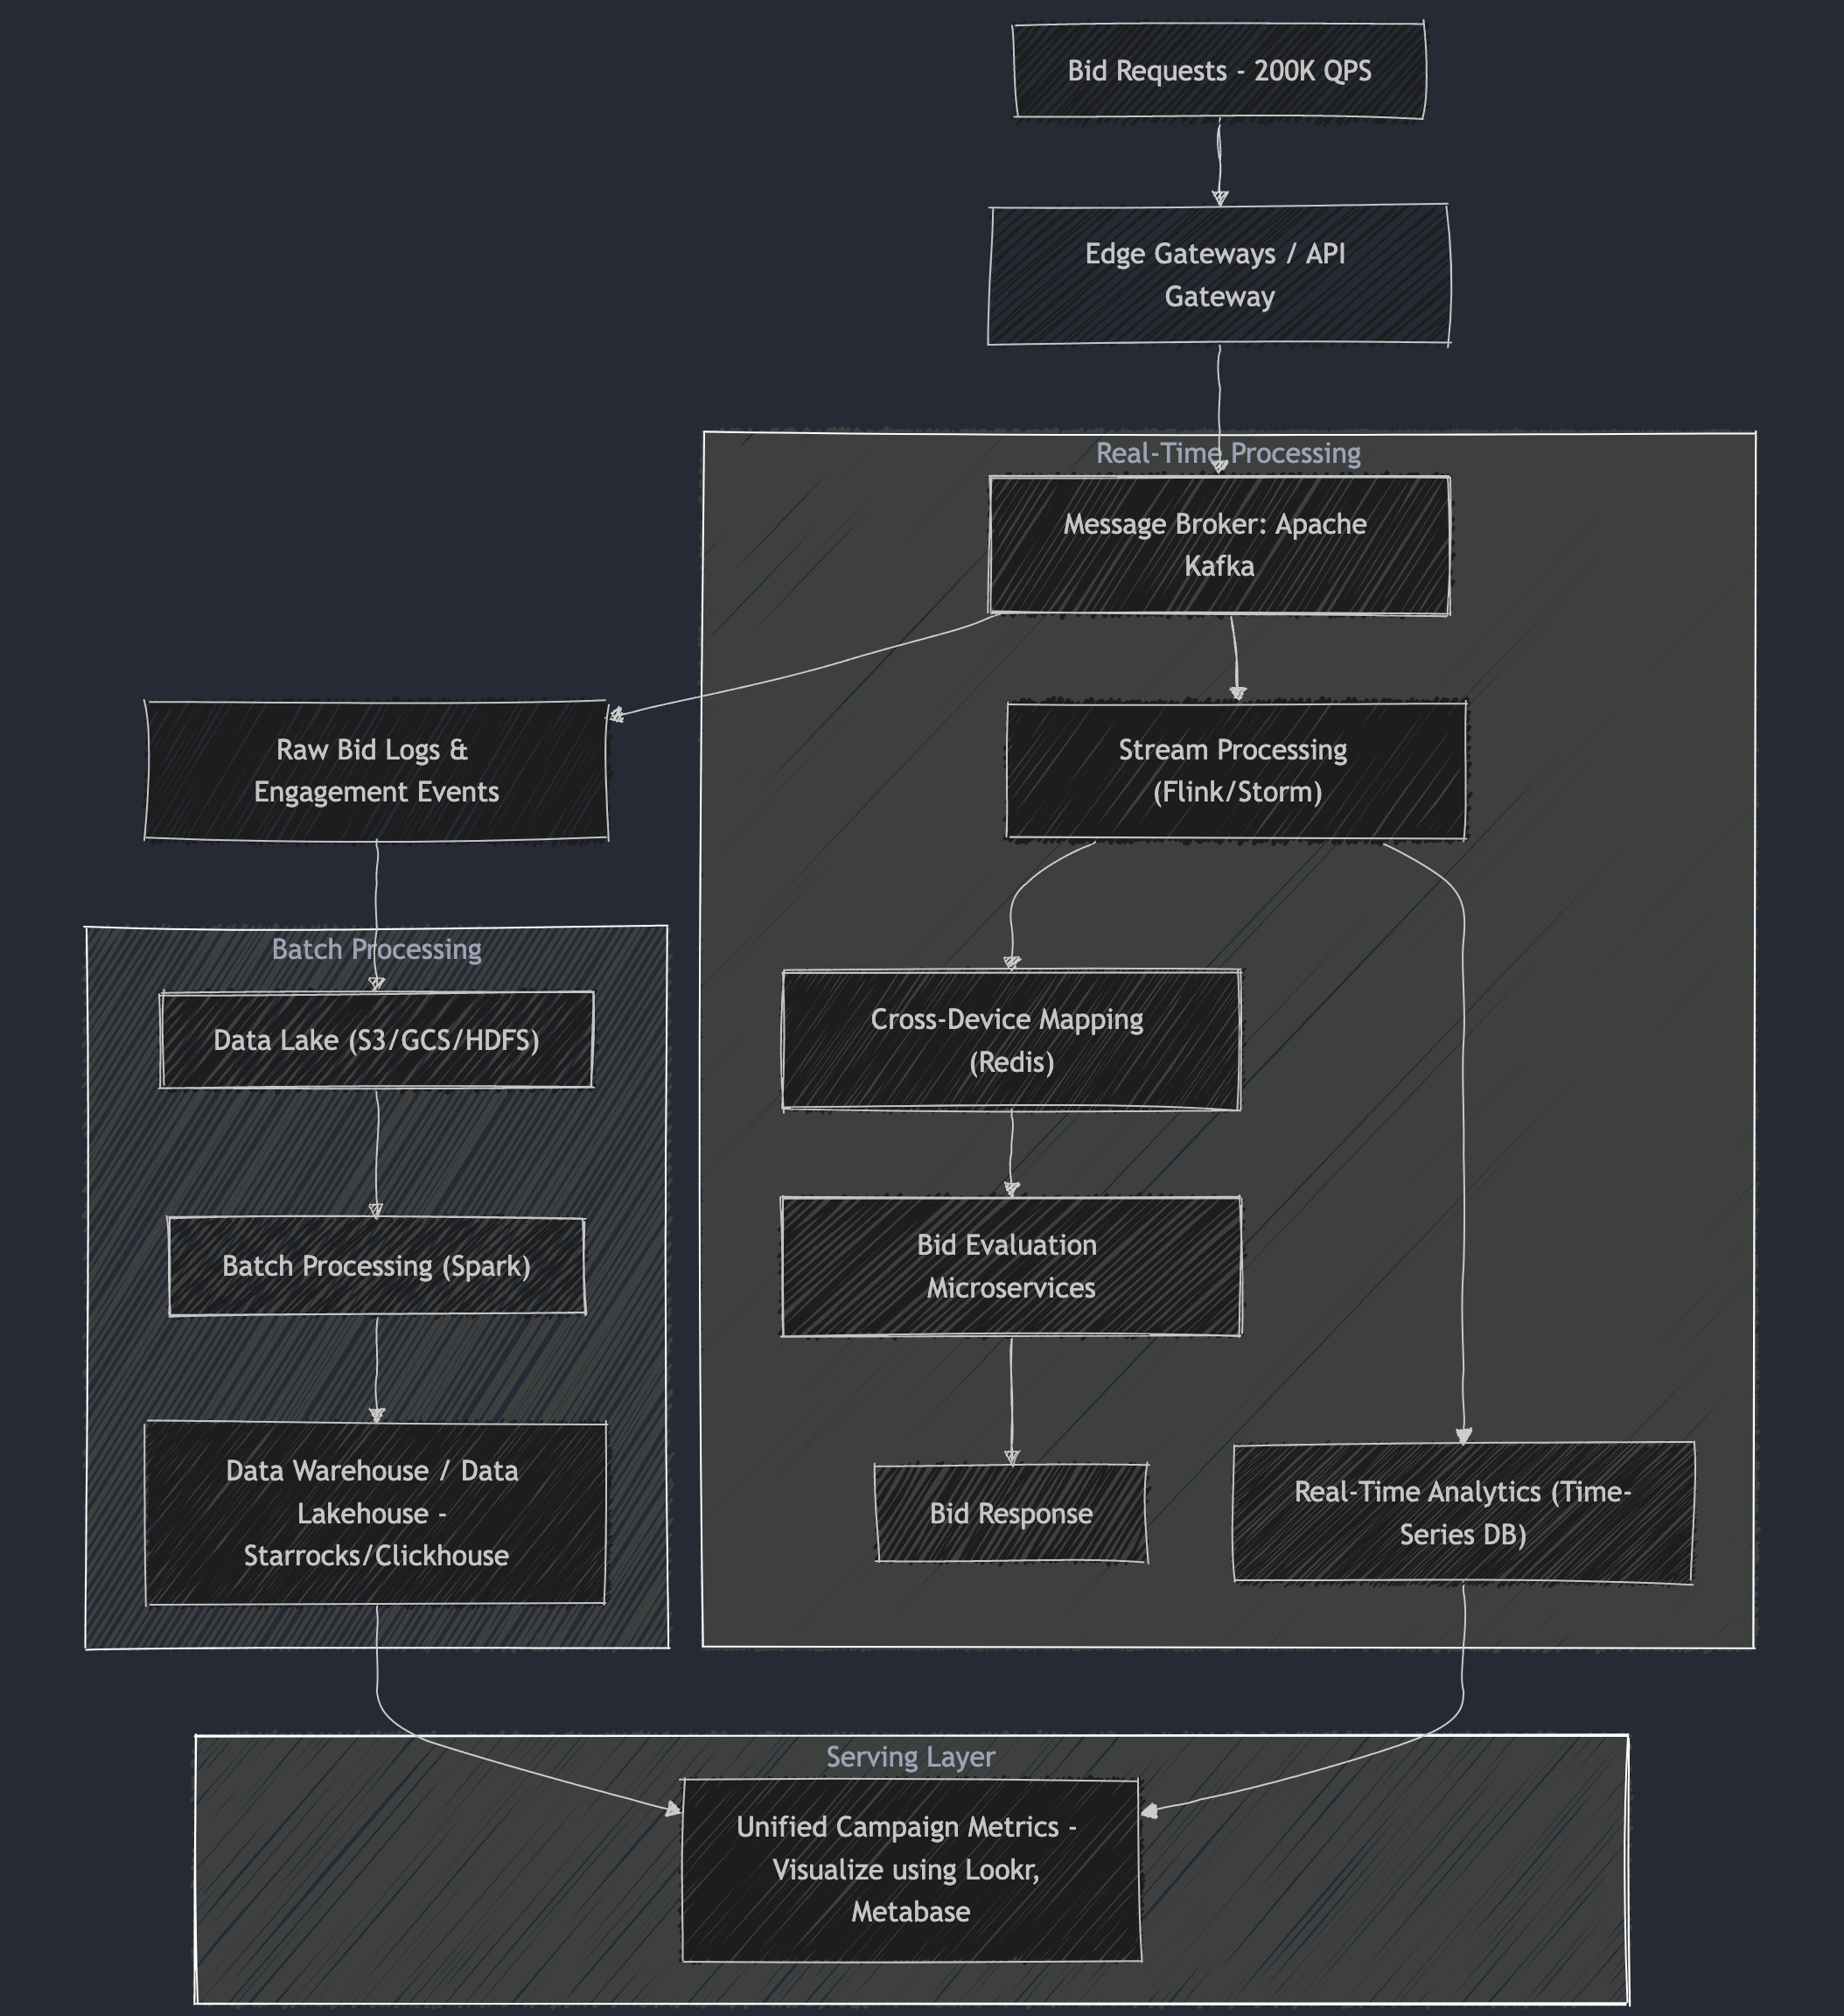 Bid Requests - 200K QPS
Edge Gateways / API
Gateway
Real-Time Processing
Message Broker: Apache
Kafka
Raw Bid Logs &
Engagement Events
Stream Processing
(Flink/Storm)
Batch Processing
Data Lake (S3/GCS/HDFS)
Cross-Device Mapping
(Redis)
Batch Processing (Spark)
Bid Evaluation
Microservices
Data Warehouse / Data
Lakehouse -
Starrocks/Clickhouse
Bid Response
Real-Time Analytics (Time-
Series DB)
Serving Layer
Unified Campaign Metrics -
Visualize using Lookr,
Metabase